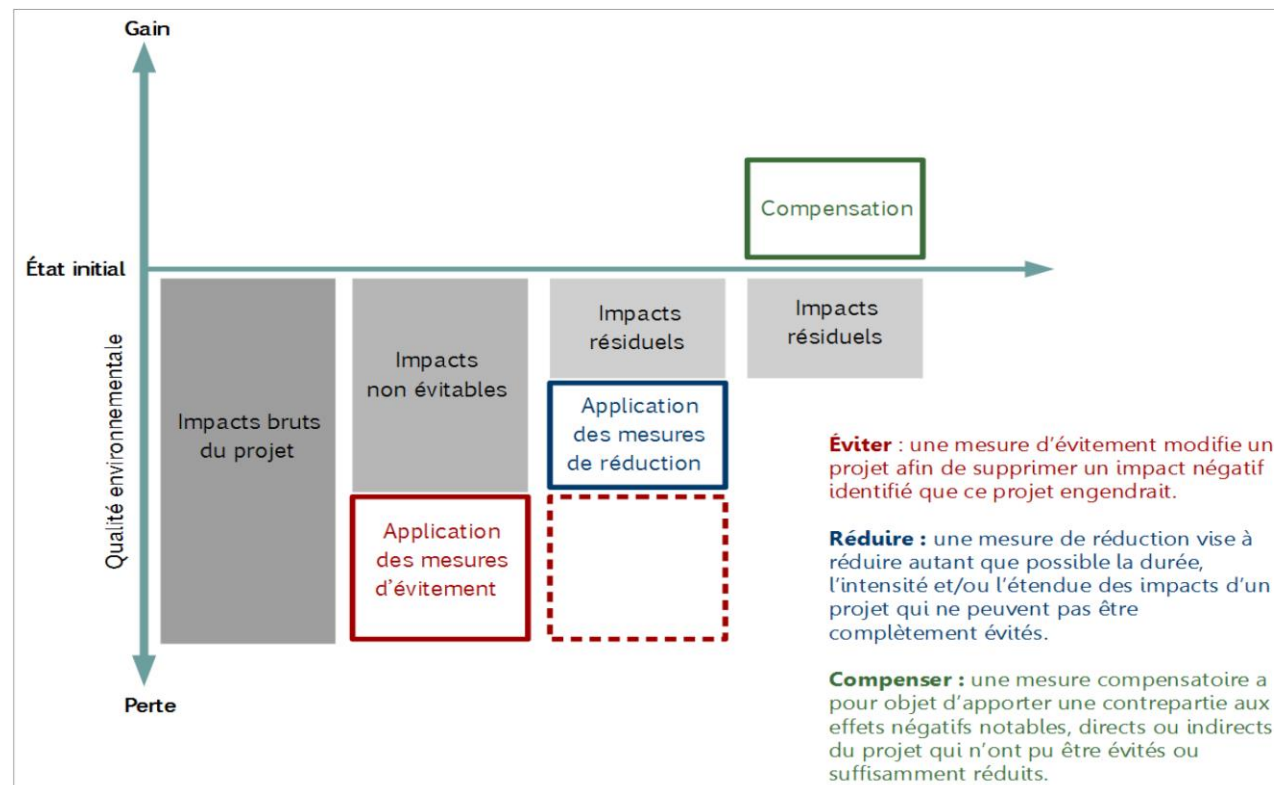 Gain
Compensation
État initial
Qualité environnementale
Impacts bruts
du projet
Impacts
non évitables
Application
des mesures
d'évitement
Impacts
résiduels
Application
des mesures
de réduction
Impacts
résiduels
Perte
Éviter : une mesure d'évitement modifie un
projet afin de supprimer un impact négatif
identifié que ce projet engendrait.
Réduire : une mesure de réduction vise à
réduire autant que possible la durée,
l'intensité et/ou l'étendue des impacts d'un
projet qui ne peuvent pas être
complètement évités.
Compenser : une mesure compensatoire a
pour objet d'apporter une contrepartie aux
effets négatifs notables, directs ou indirects
du projet qui n'ont pu être évités ou
suffisamment réduits.